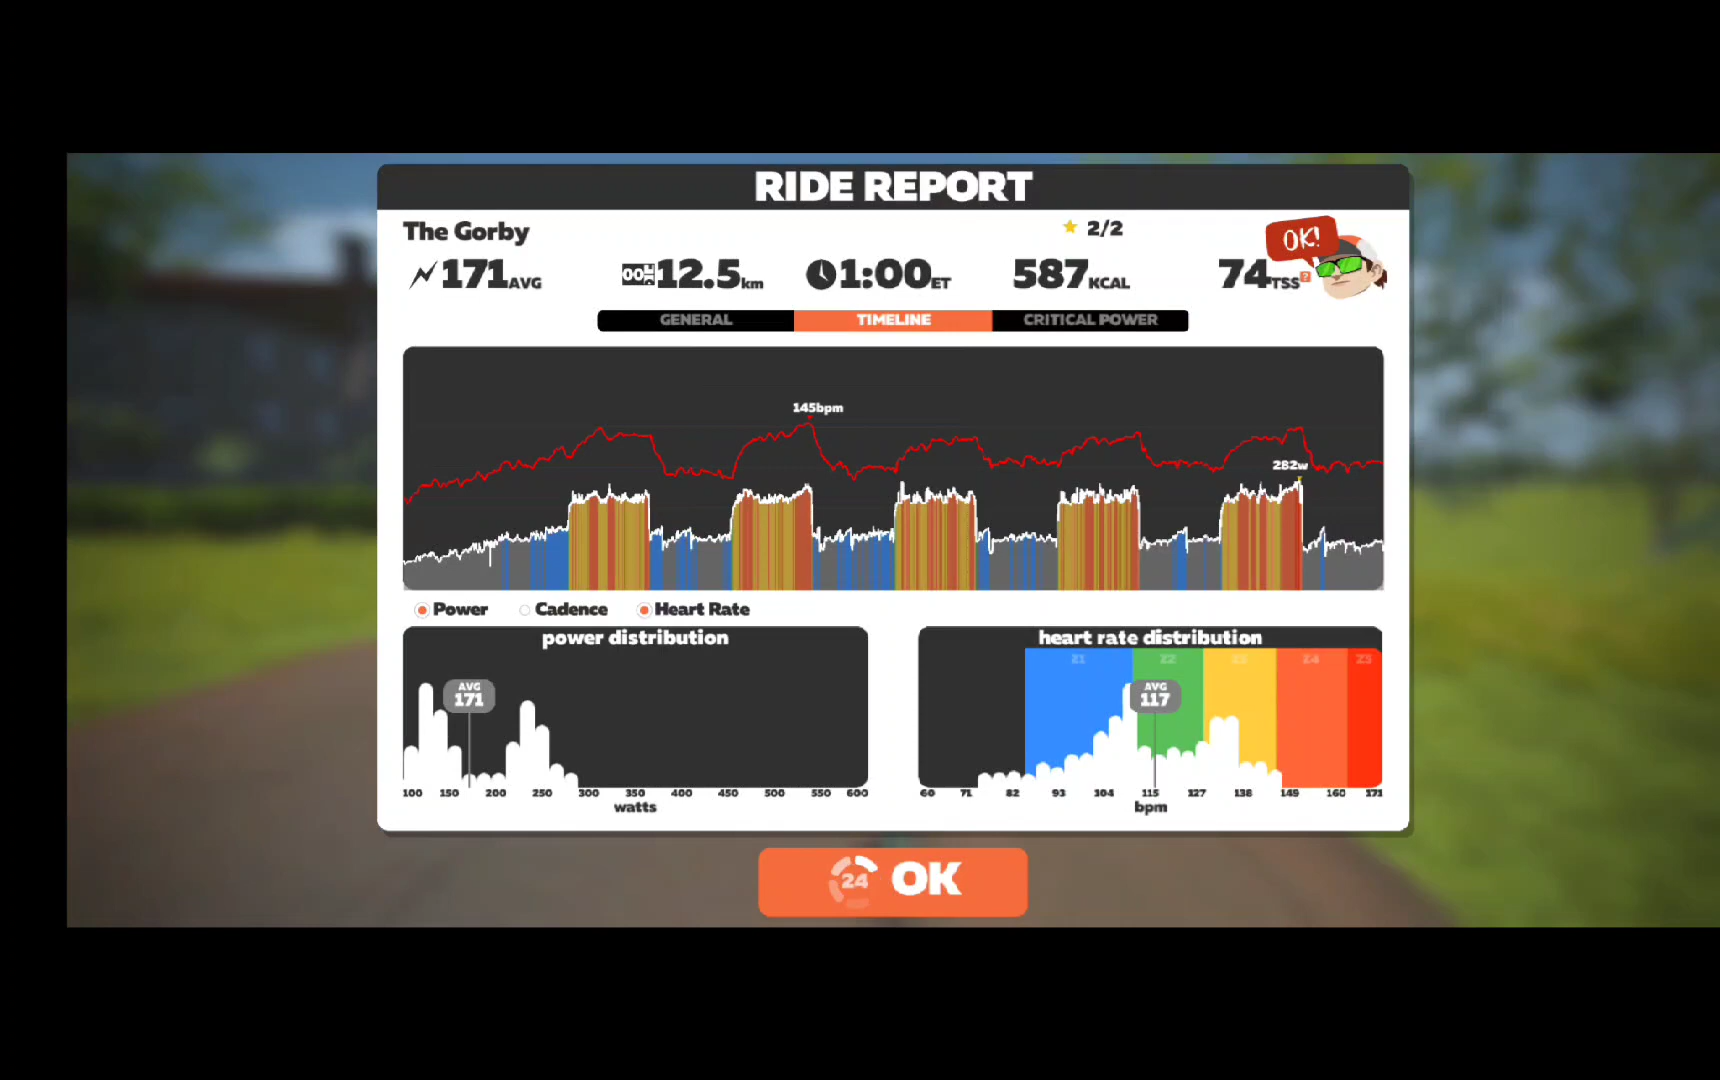 RIDE REPORT
The Gorby
2/2
OK!
171AVG
12.5km
1:00ET
587KCAL
74TSS?
GENERAL
TIMELINE
CRITICAL POWER
145bpm
282w
Power
Cadence
Heart Rate
power distribution
AVG
171
100 150 200 250 300 350 400 450 500 550 600
watts
heart rate distribution
Z1 Z2 Z3 Z4 Z5
AVG
117
60 71 82 93 104 115 127 138 149 160 171
bpm
24 OK